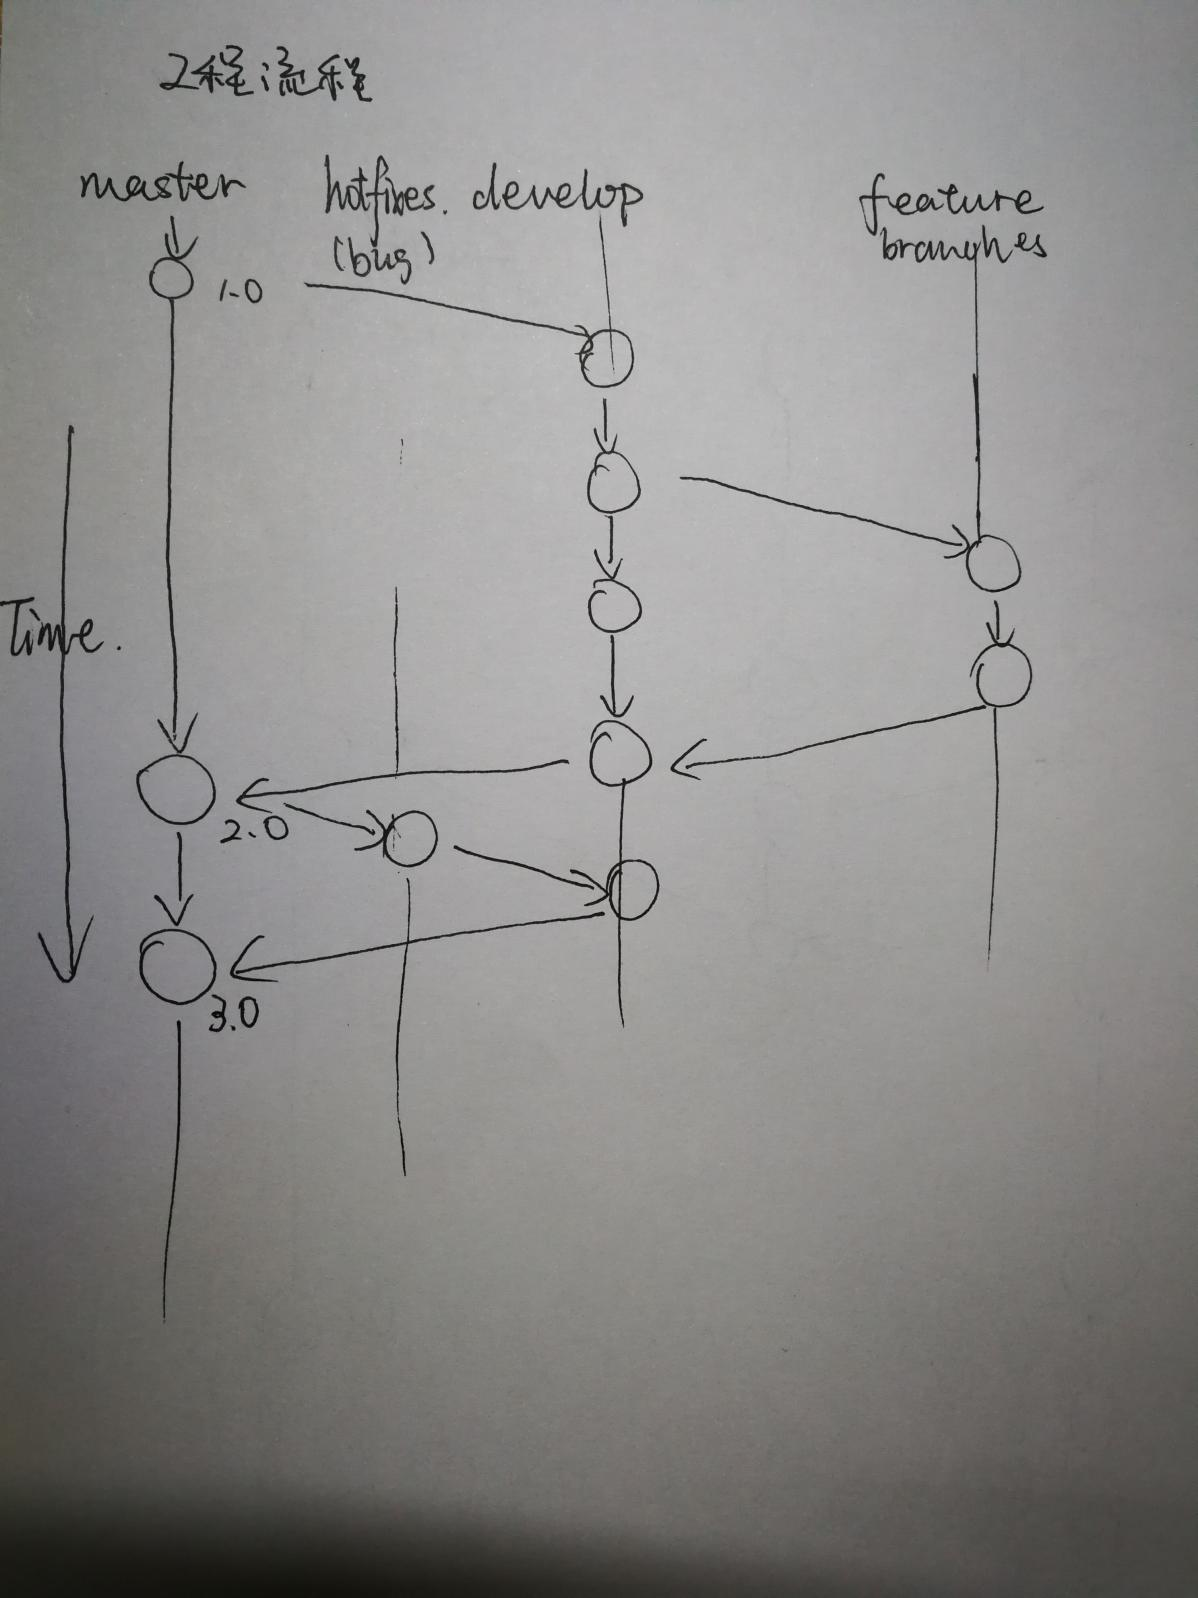 工程流程
master
hotfixes.
(bug)
develop
feature
branches
1.0
Time.
2.0
3.0